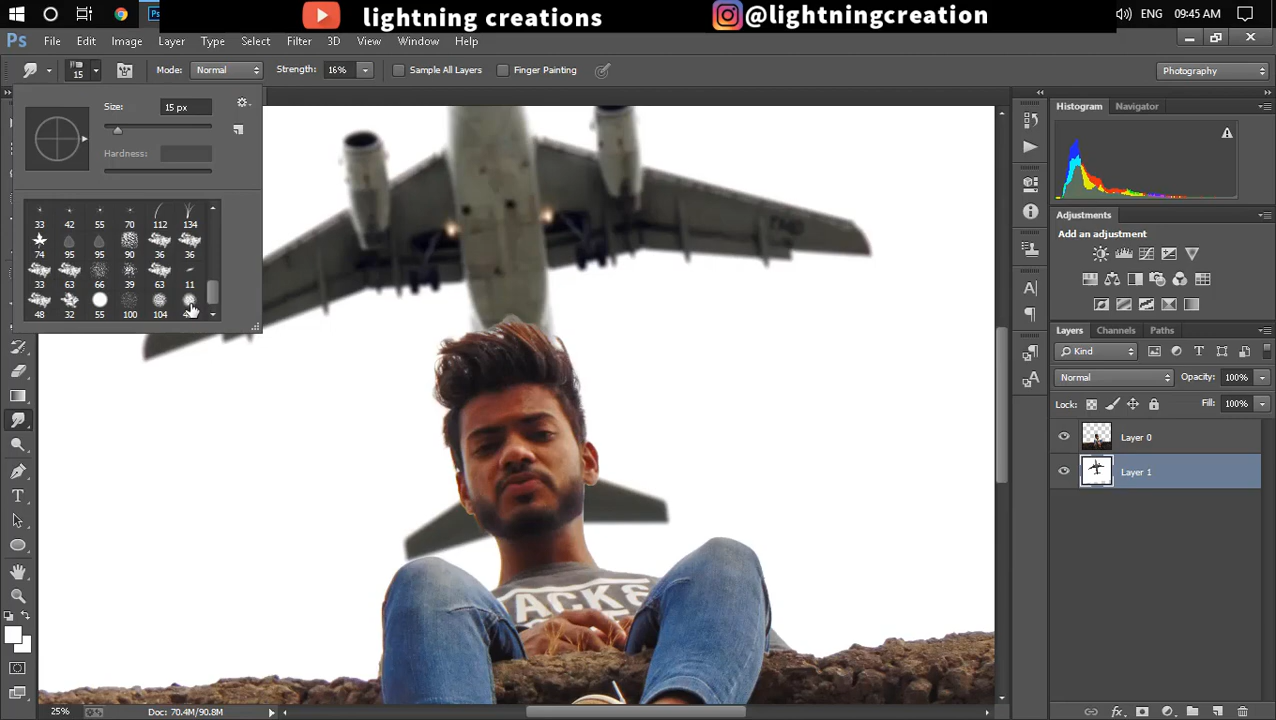 lightning creations
@lightningcreation
ENG 09:45 AM
Ps File Edit Image Layer Type Select Filter 3D View Window Help
15 Mode: Normal Strength: 16% Sample All Layers Finger Painting Photography
Size: 15 px
Hardness:
33 42 55 70 112 134
74 95 95 90 36 36
33 63 66 39 63 11
48 32 55 100 104
Histogram Navigator
Adjustments
Add an adjustment
Layers Channels Paths
Kind
Normal Opacity: 100%
Lock: Fill: 100%
Layer 0
Layer 1
ACK&
25% Doc: 70.4M/90.8M